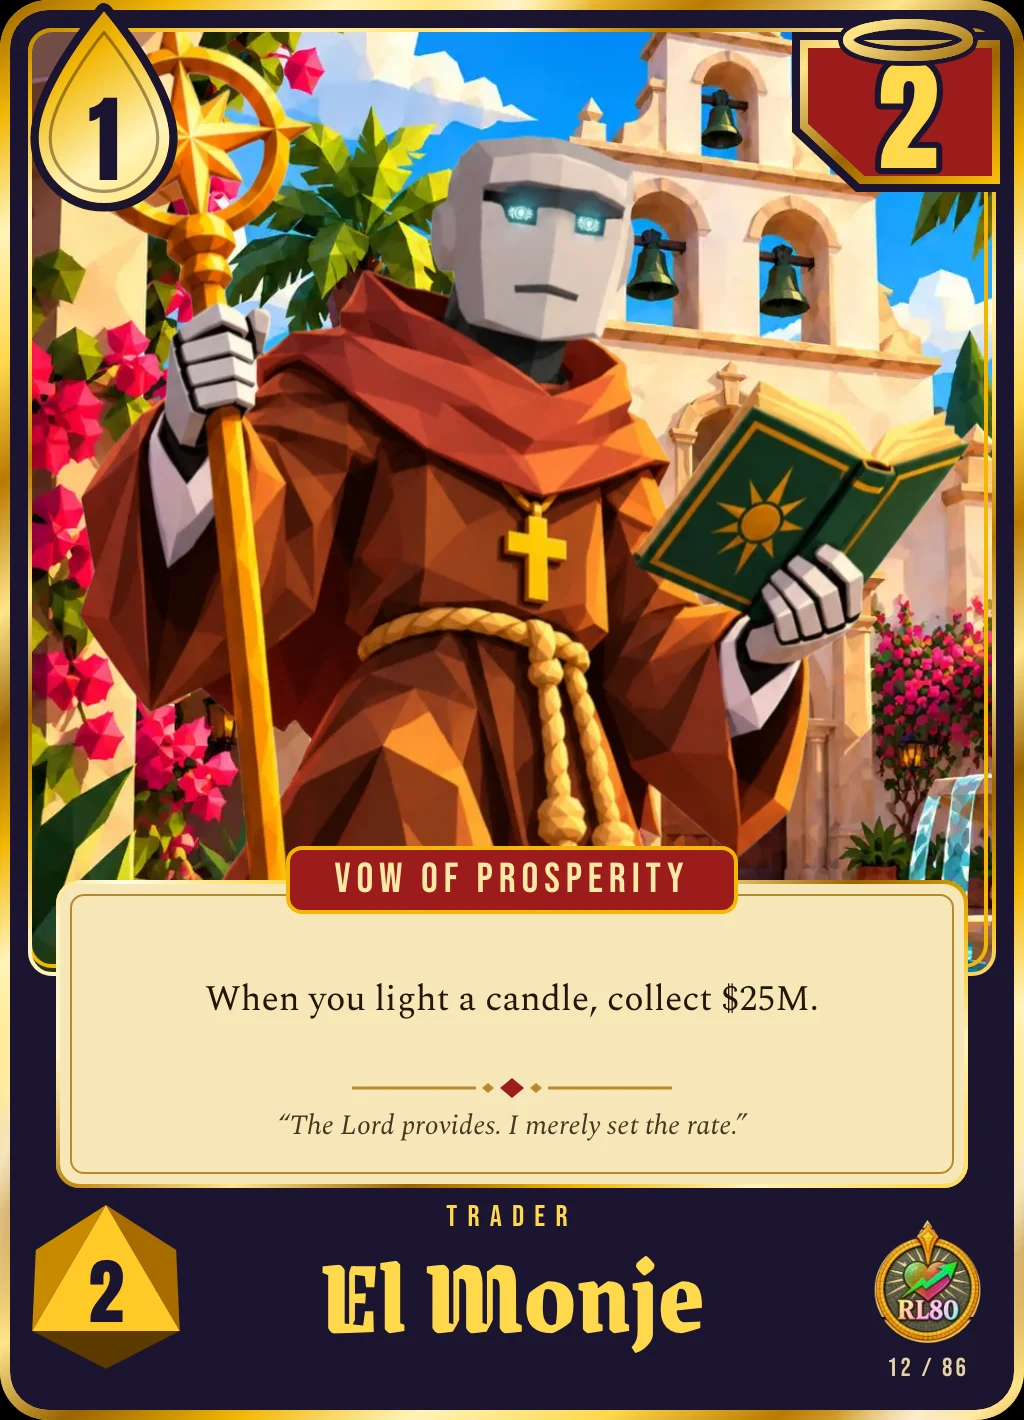 1
2
VOW OF PROSPERITY
When you light a candle, collect $25M.
“The Lord provides. I merely set the rate.”
TRADER
2
El Monje
RL80
12 / 86